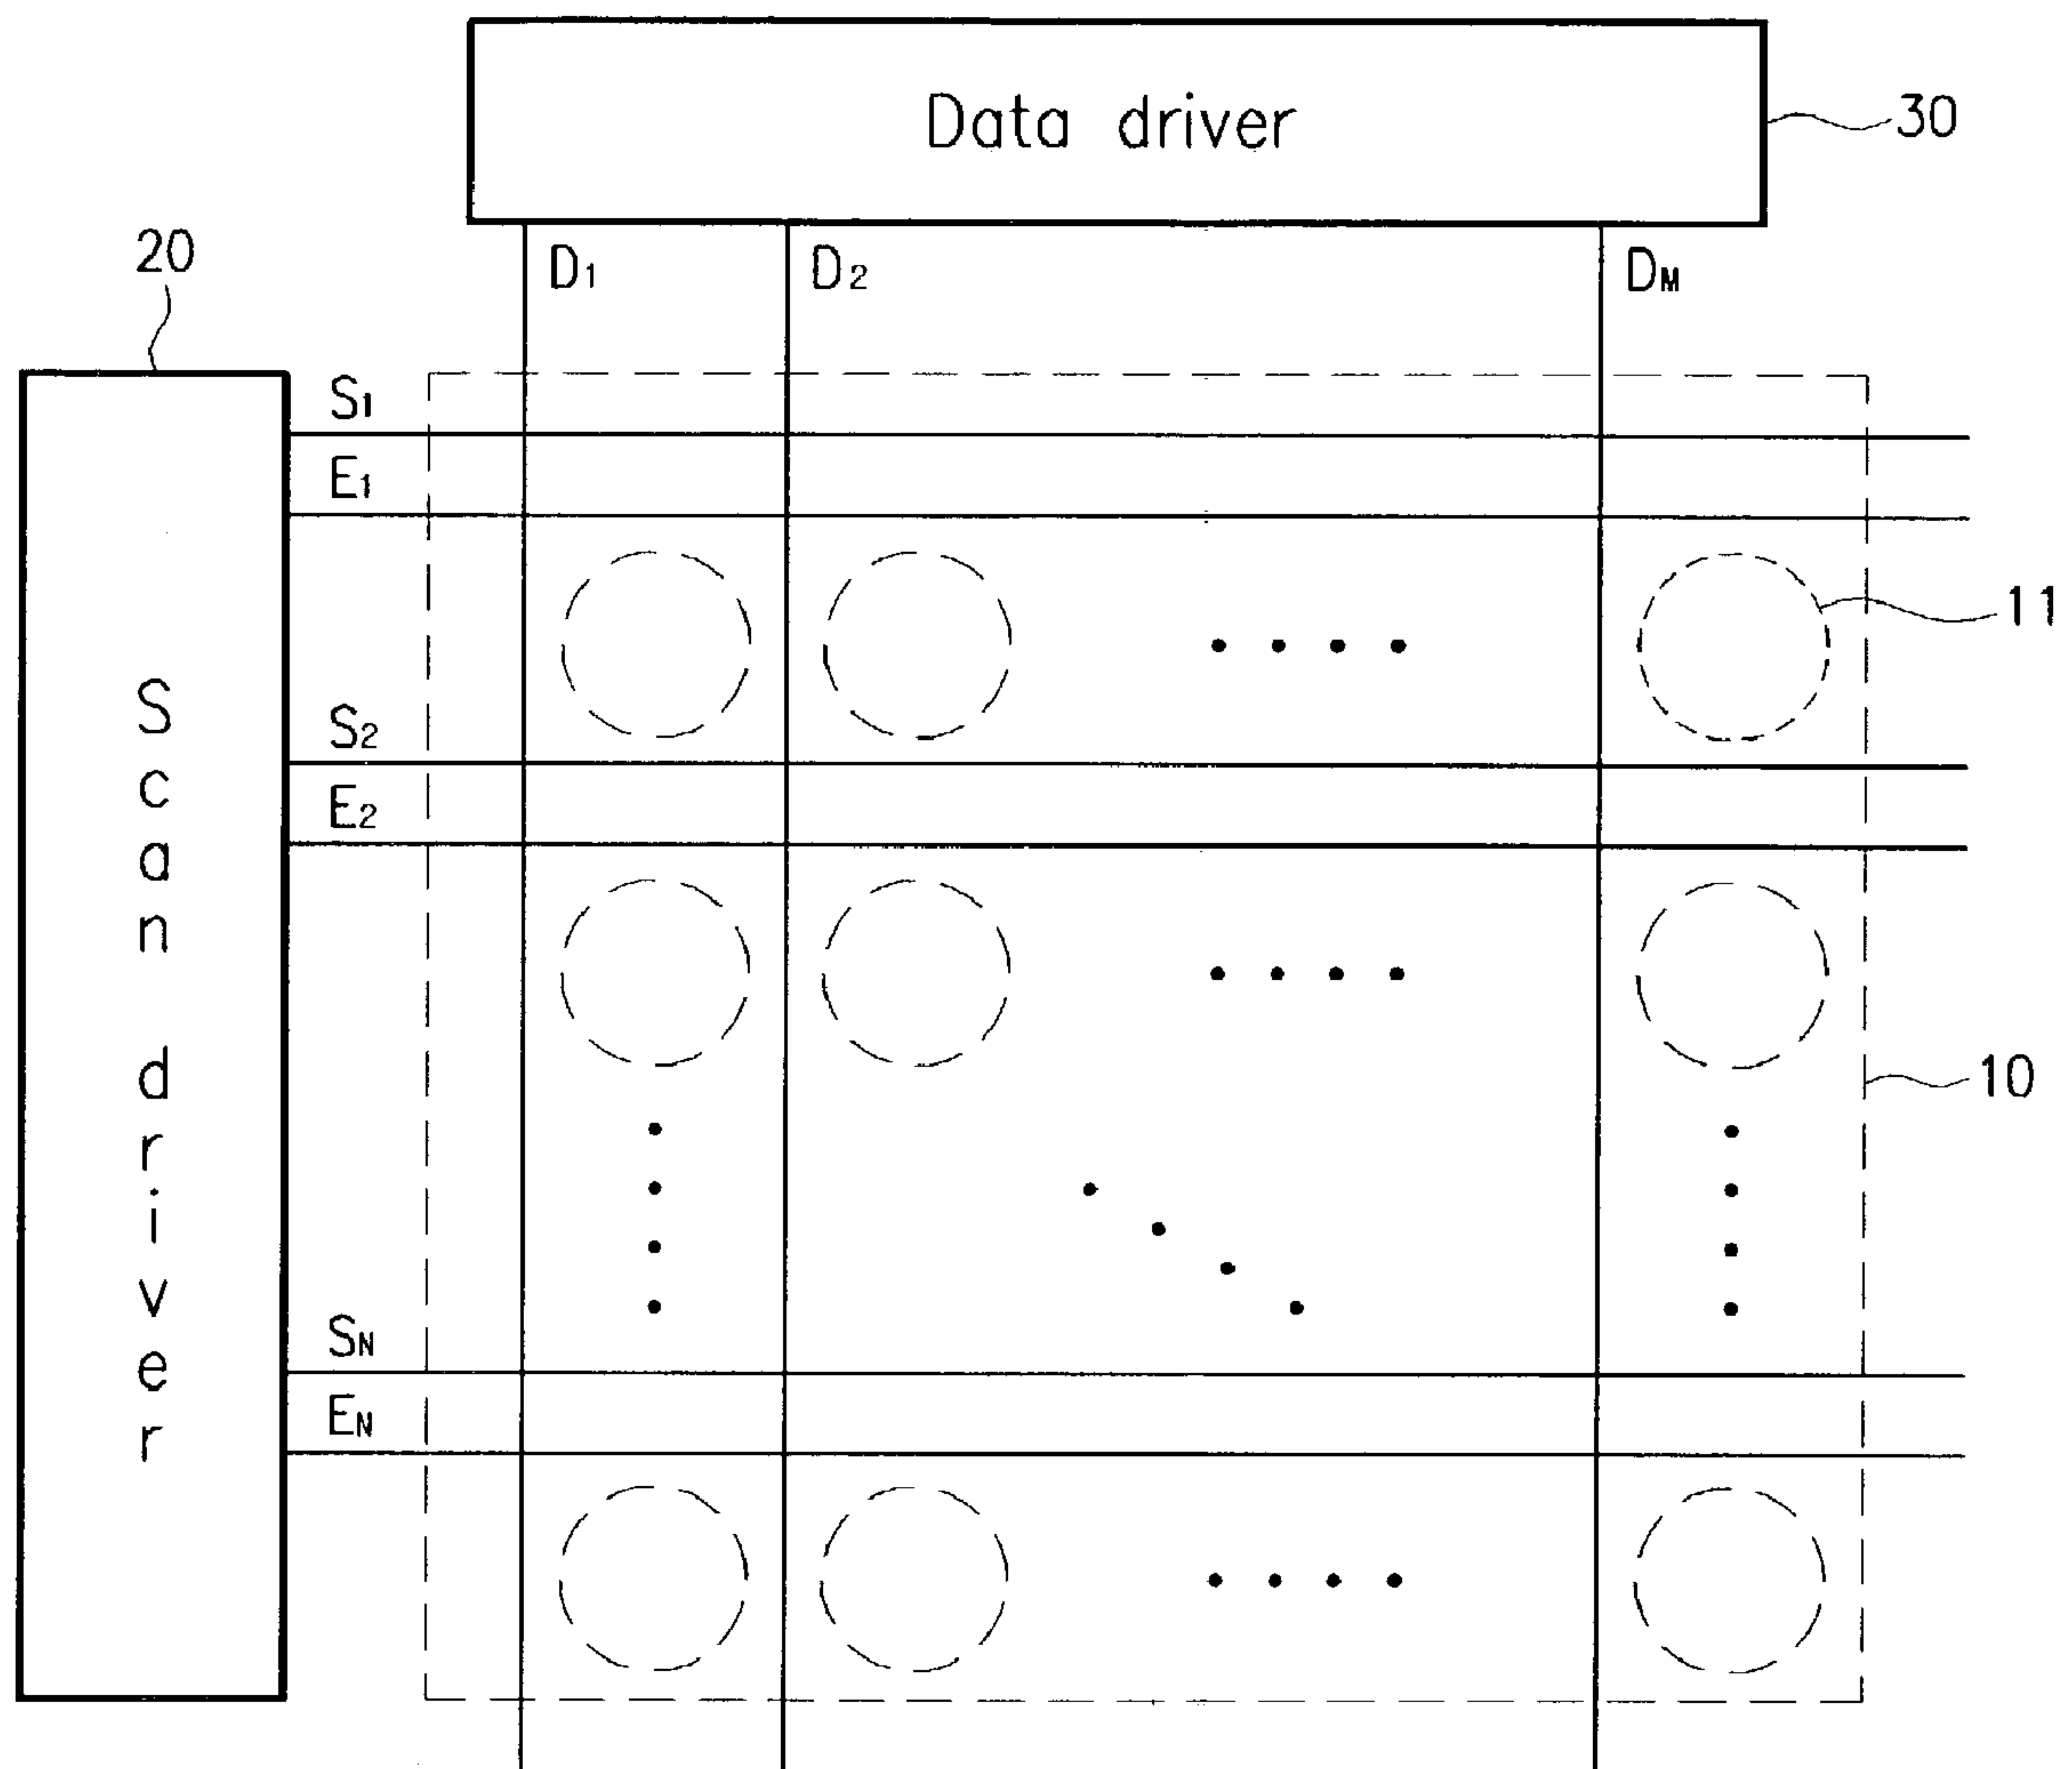 Data driver
30
20
D1
D2
DM
S1
E1
11
S2
E2
Scan driver
10
SN
EN